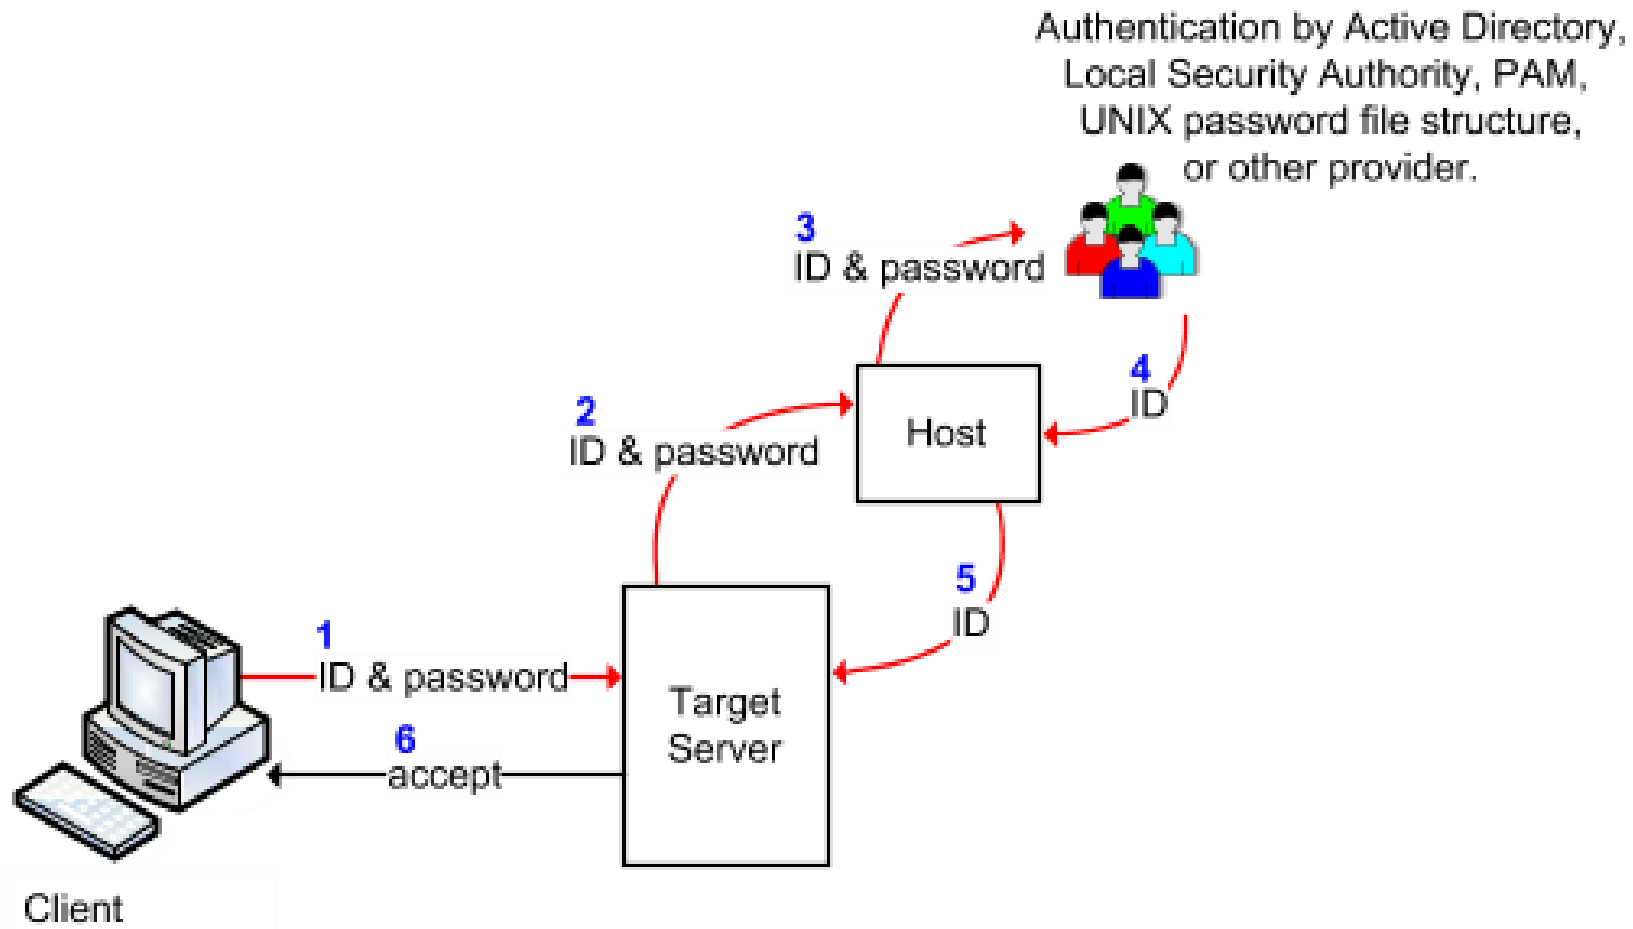 Authentication by Active Directory,
Local Security Authority, PAM,
UNIX password file structure,
or other provider.
3
ID & password
4
ID
2
ID & password
Host
5
ID
1
ID & password
Target
Server
6
accept
Client